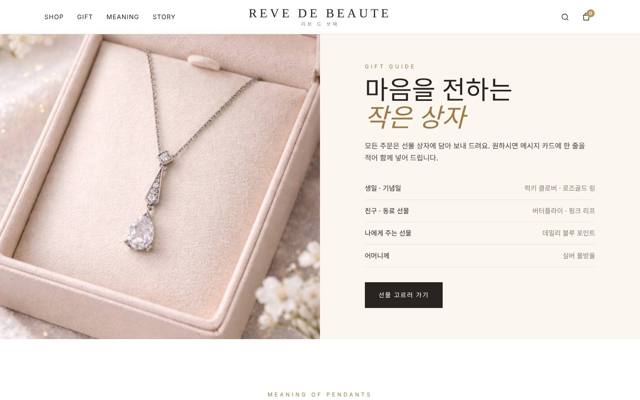 SHOP GIFT MEANING STORY
REVE DE BEAUTE
리브 드 보떼
0
GIFT GUIDE
마음을 전하는
작은 상자
모든 주문은 선물 상자에 담아 보내 드려요. 원하시면 메시지 카드에 한 줄을
적어 함께 넣어 드립니다.
생일 · 기념일 럭키 클로버 · 로즈골드 링
친구 · 동료 선물 버터플라이 · 핑크 리프
나에게 주는 선물 데일리 블루 포인트
어머니께 실버 물방울
선물 고르러 가기
MEANING OF PENDANTS